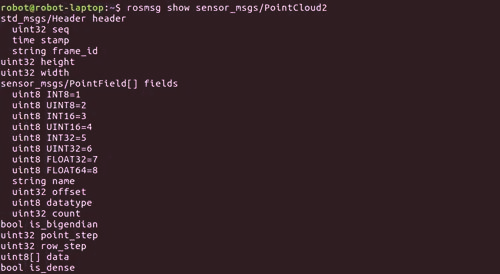 robot@robot-laptop:~$ rosmsg show sensor_msgs/PointCloud2
std_msgs/Header header
  uint32 seq
  time stamp
  string frame_id
uint32 height
uint32 width
sensor_msgs/PointField[] fields
  uint8 INT8=1
  uint8 UINT8=2
  uint8 INT16=3
  uint8 UINT16=4
  uint8 INT32=5
  uint8 UINT32=6
  uint8 FLOAT32=7
  uint8 FLOAT64=8
  string name
  uint32 offset
  uint8 datatype
  uint32 count
bool is_bigendian
uint32 point_step
uint32 row_step
uint8[] data
bool is_dense